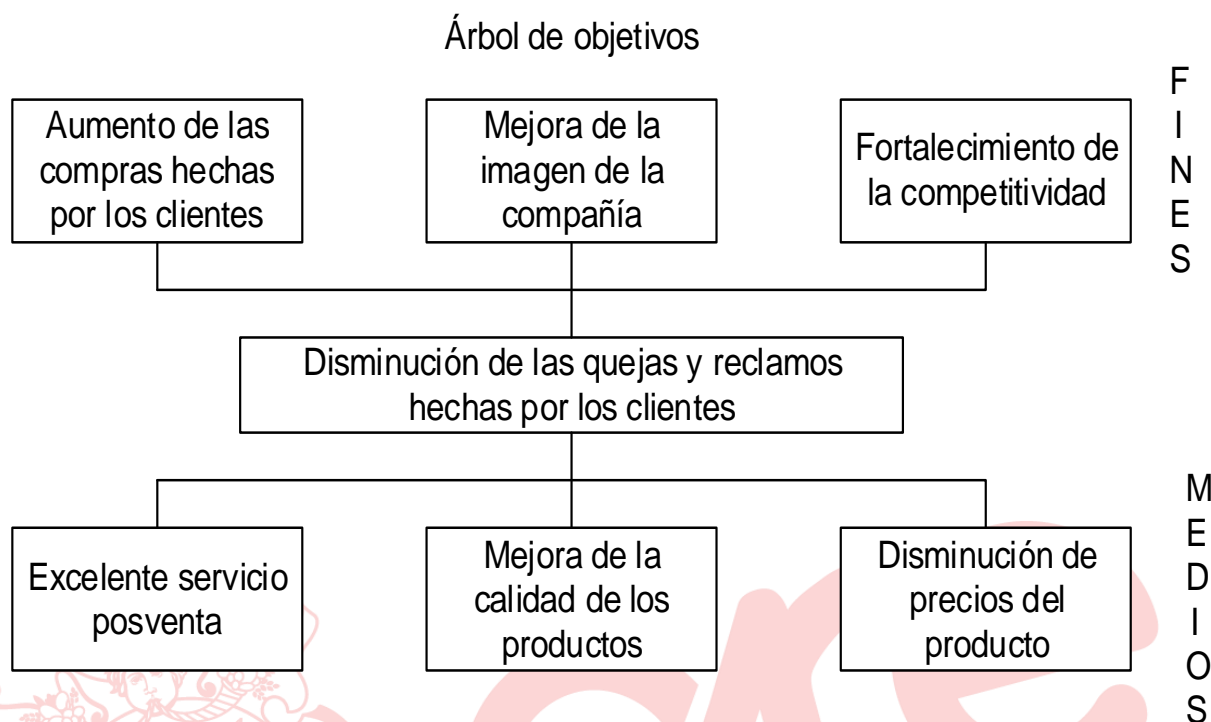 Árbol de objetivos
Aumento de las
compras hechas
por los clientes
Mejora de la
imagen de la
compañía
Fortalecimiento de
la competitividad
F
I
N
E
S
Disminución de las quejas y reclamos
hechas por los clientes
Excelente servicio
posventa
Mejora de la
calidad de los
productos
Disminución de
precios del
producto
M
E
D
I
O
S